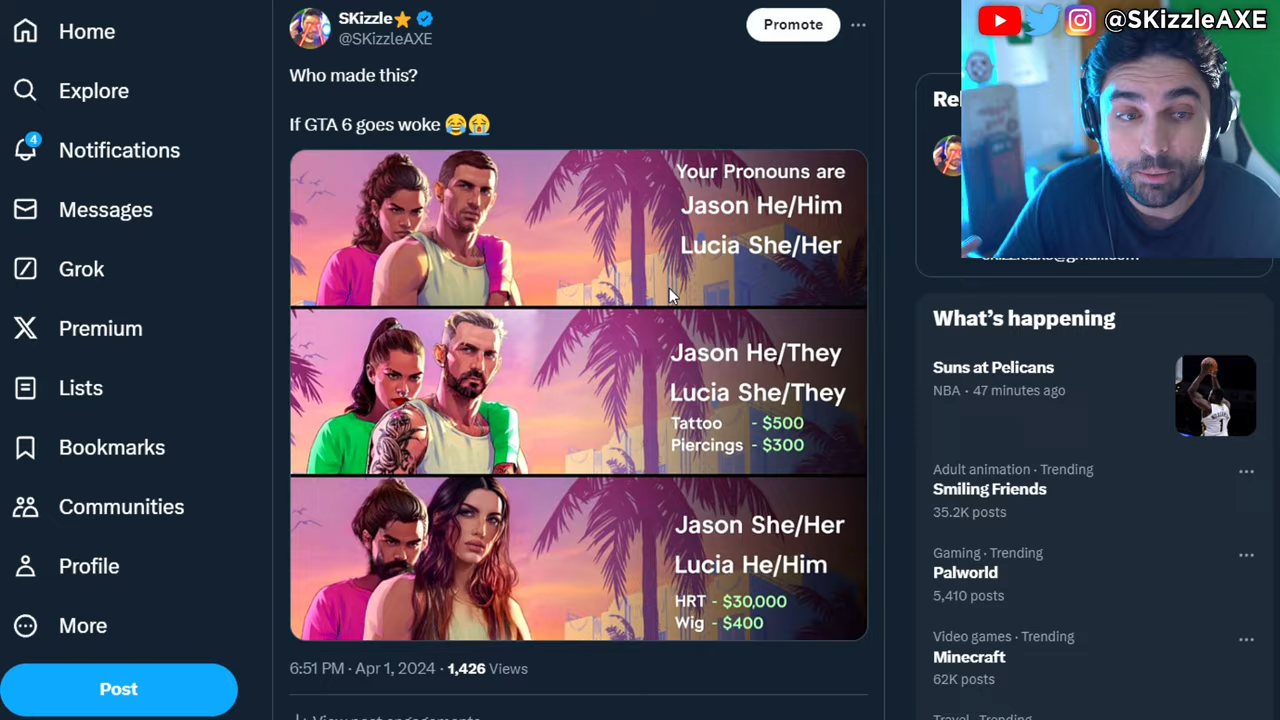 @SKizzleAXE
Home
Explore
4
Notifications
Messages
Grok
Premium
Lists
Bookmarks
Communities
Profile
More
Post
SKizzle
@SKizzleAXE
Promote
Who made this?
If GTA 6 goes woke 😂😭
Your Pronouns are
Jason He/Him
Lucia She/Her
Jason He/They
Lucia She/They
Tattoo - $500
Piercings - $300
Jason She/Her
Lucia He/Him
HRT - $30,000
Wig - $400
6:51 PM · Apr 1, 2024 · 1,426 Views
What's happening
Suns at Pelicans
NBA · 47 minutes ago
Adult animation · Trending
Smiling Friends
35.2K posts
Gaming · Trending
Palworld
5,410 posts
Video games · Trending
Minecraft
62K posts